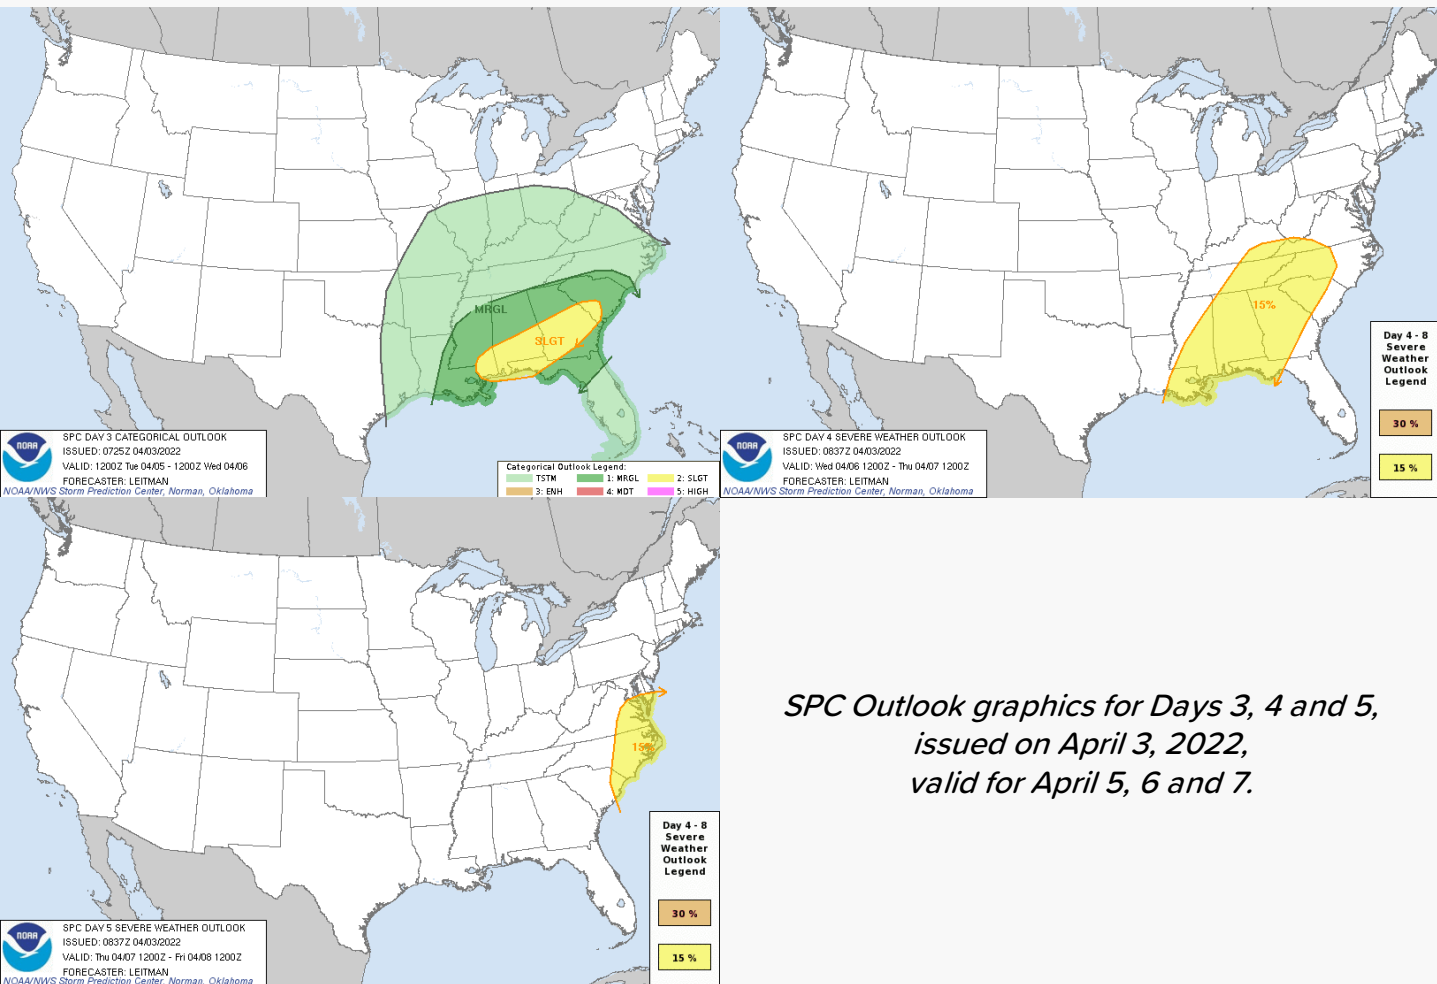 MRGL
SLGT
NOAA
SPC DAY 3 CATEGORICAL OUTLOOK
ISSUED: 0725Z 04/03/2022
VALID: 1200Z Tue 04/05 - 1200Z Wed 04/06
FORECASTER: LEITMAN
NOAA/NWS Storm Prediction Center, Norman, Oklahoma
Categorical Outlook Legend:
TSTM 1: MRGL 2: SLGT
3: ENH 4: MDT 5: HIGH
15%
NOAA
SPC DAY 4 SEVERE WEATHER OUTLOOK
ISSUED: 0837Z 04/03/2022
VALID: Wed 04/06 1200Z - Thu 04/07 1200Z
FORECASTER: LEITMAN
NOAA/NWS Storm Prediction Center, Norman, Oklahoma
Day 4 - 8
Severe
Weather
Outlook
Legend
30 %
15 %
15%
NOAA
SPC DAY 5 SEVERE WEATHER OUTLOOK
ISSUED: 0837Z 04/03/2022
VALID: Thu 04/07 1200Z - Fri 04/08 1200Z
FORECASTER: LEITMAN
NOAA/NWS Storm Prediction Center, Norman, Oklahoma
Day 4 - 8
Severe
Weather
Outlook
Legend
30 %
15 %
SPC Outlook graphics for Days 3, 4 and 5,
issued on April 3, 2022,
valid for April 5, 6 and 7.